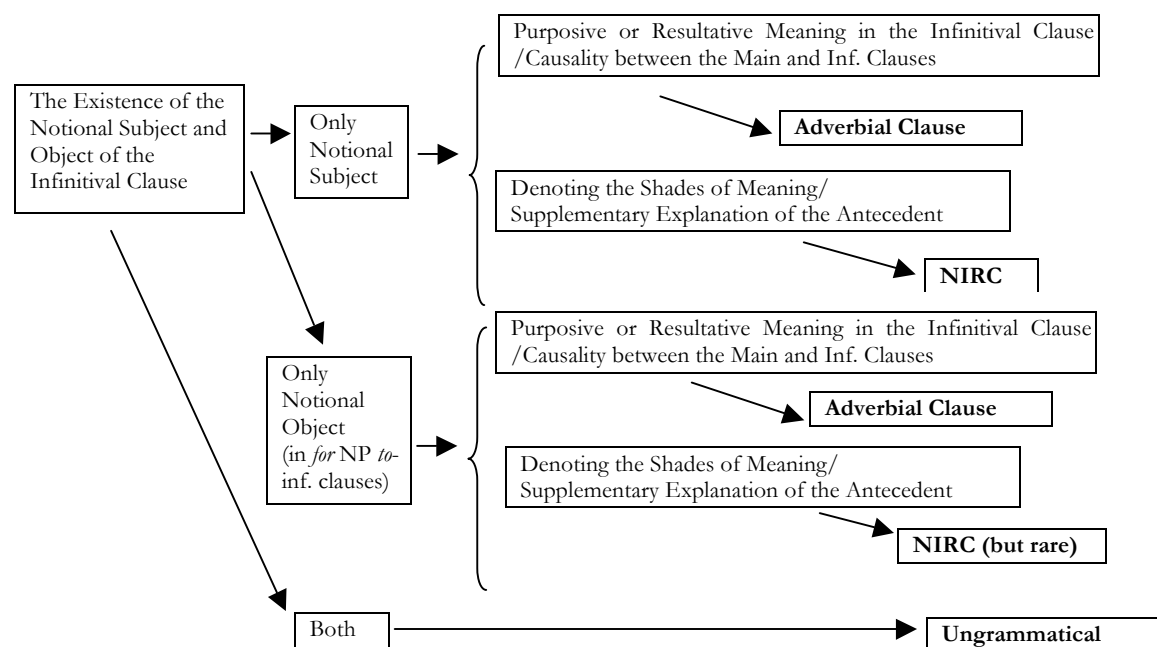 Purposive or Resultative Meaning in the Infinitival Clause
/Causality between the Main and Inf. Clauses
The Existence of the
Notional Subject and
Object of the
Infinitival Clause
Only
Notional
Subject
Adverbial Clause
Denoting the Shades of Meaning/
Supplementary Explanation of the Antecedent
NIRC
Purposive or Resultative Meaning in the Infinitival Clause
/Causality between the Main and Inf. Clauses
Only
Notional
Object
(in for NP to-
inf. clauses)
Adverbial Clause
Denoting the Shades of Meaning/
Supplementary Explanation of the Antecedent
NIRC (but rare)
Both
Ungrammatical